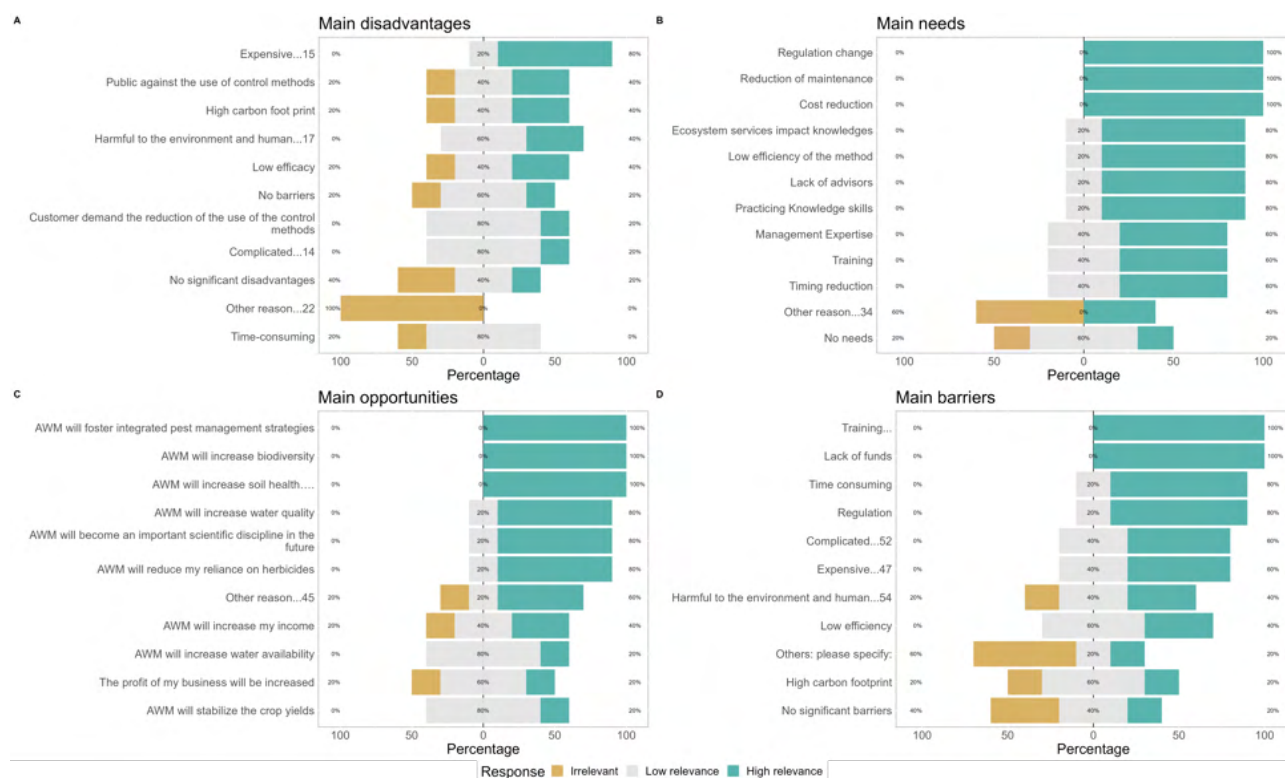 A
Main disadvantages
Expensive...15 0% 20% 80%
Public against the use of control methods 20% 40% 40%
High carbon foot print 20% 40% 40%
Harmful to the environment and human...17 0% 60% 40%
Low efficacy 20% 40% 40%
No barriers 20% 60% 20%
Customer demand the reduction of the use of the control
methods 0% 80% 20%
Complicated...14 0% 80% 20%
No significant disadvantages 40% 40% 20%
Other reason...22 100% 0% 0%
Time-consuming 20% 80% 0%
100 50 0 50 100
Percentage
B
Main needs
Regulation change 0% 0% 100%
Reduction of maintenance 0% 0% 100%
Cost reduction 0% 0% 100%
Ecosystem services impact knowledges 0% 20% 80%
Low efficiency of the method 0% 20% 80%
Lack of advisors 0% 20% 80%
Practicing Knowledge skills 0% 20% 80%
Management Expertise 0% 40% 60%
Training 0% 40% 60%
Timing reduction 0% 40% 60%
Other reason...34 60% 0% 40%
No needs 20% 60% 20%
100 50 0 50 100
Percentage
C
Main opportunities
AWM will foster integrated pest management strategies 0% 0% 100%
AWM will increase biodiversity 0% 0% 100%
AWM will increase soil health.... 0% 0% 100%
AWM will increase water quality 0% 20% 80%
AWM will become an important scientific discipline in the
future 0% 20% 80%
AWM will reduce my reliance on herbicides 0% 20% 80%
Other reason...45 20% 20% 60%
AWM will increase my income 20% 40% 40%
AWM will increase water availability 0% 80% 20%
The profit of my business will be increased 20% 60% 20%
AWM will stabilize the crop yields 0% 80% 20%
100 50 0 50 100
Percentage
D
Main barriers
Training... 0% 0% 100%
Lack of funds 0% 0% 100%
Time consuming 0% 20% 80%
Regulation 0% 20% 80%
Complicated...52 0% 40% 60%
Expensive...47 0% 40% 60%
Harmful to the environment and human...54 20% 40% 40%
Low efficiency 0% 60% 40%
Others: please specify: 60% 20% 20%
High carbon footprint 20% 60% 20%
No significant barriers 40% 40% 20%
100 50 0 50 100
Percentage
Response Irrelevant Low relevance High relevance